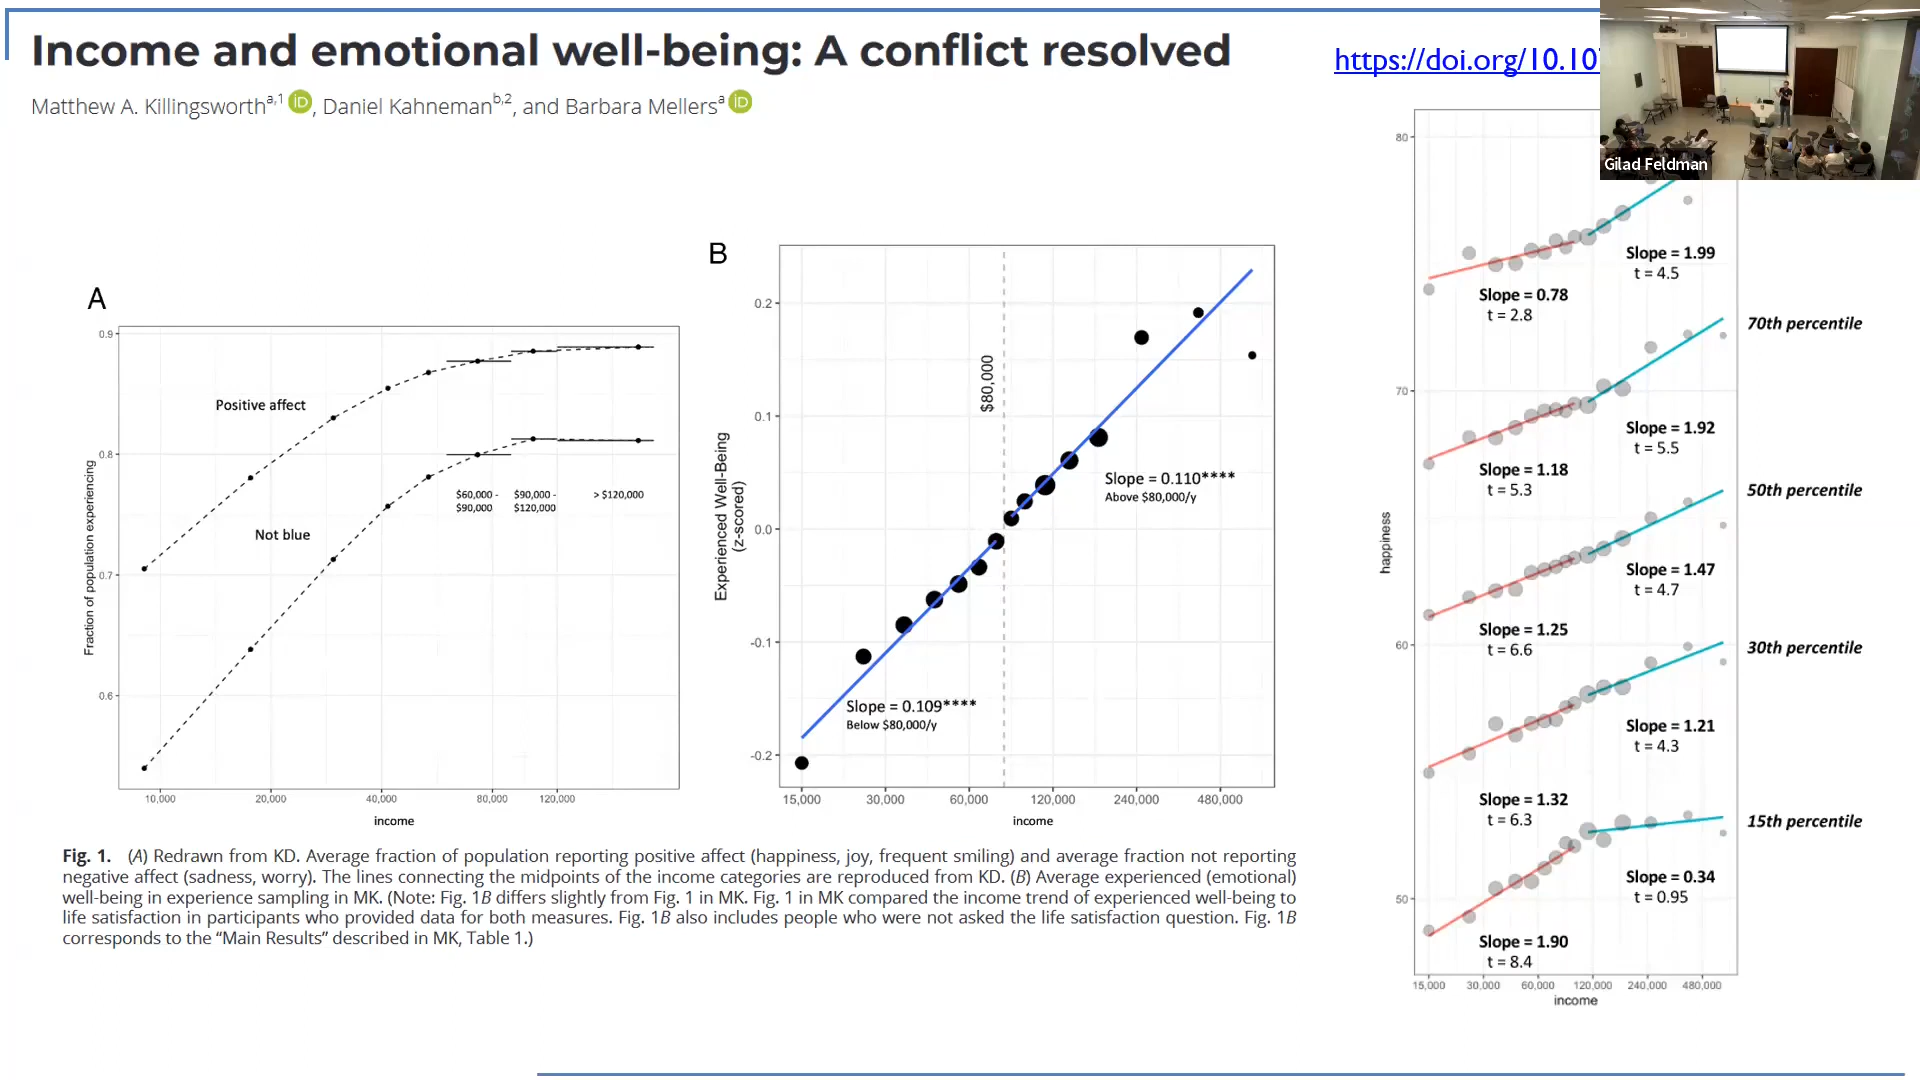 Income and emotional well-being: A conflict resolved
https://doi.org/10.10
Matthew A. Killingswortha,1 iD, Daniel Kahnemanb,2, and Barbara Mellersa iD
Gilad Feldman
A
0.9
0.8
0.7
0.6
Fraction of population experiencing
Positive affect
Not blue
$60,000 -
$90,000
$90,000 -
$120,000
> $120,000
10,000 20,000 40,000 80,000 120,000
income
B
0.2
0.1
0.0
-0.1
-0.2
Experienced Well-Being
(z-scored)
$80,000
Slope = 0.110****
Above $80,000/y
Slope = 0.109****
Below $80,000/y
15,000 30,000 60,000 120,000 240,000 480,000
income
Fig. 1. (A) Redrawn from KD. Average fraction of population reporting positive affect (happiness, joy, frequent smiling) and average fraction not reporting
negative affect (sadness, worry). The lines connecting the midpoints of the income categories are reproduced from KD. (B) Average experienced (emotional)
well-being in experience sampling in MK. (Note: Fig. 1B differs slightly from Fig. 1 in MK. Fig. 1 in MK compared the income trend of experienced well-being to
life satisfaction in participants who provided data for both measures. Fig. 1B also includes people who were not asked the life satisfaction question. Fig. 1B
corresponds to the “Main Results” described in MK, Table 1.)
80
70
60
50
happiness
Slope = 1.99
t = 4.5
Slope = 0.78
t = 2.8
70th percentile
Slope = 1.92
t = 5.5
Slope = 1.18
t = 5.3
50th percentile
Slope = 1.47
t = 4.7
Slope = 1.25
t = 6.6
30th percentile
Slope = 1.21
t = 4.3
Slope = 1.32
t = 6.3
15th percentile
Slope = 0.34
t = 0.95
Slope = 1.90
t = 8.4
15,000 30,000 60,000 120,000 240,000 480,000
income